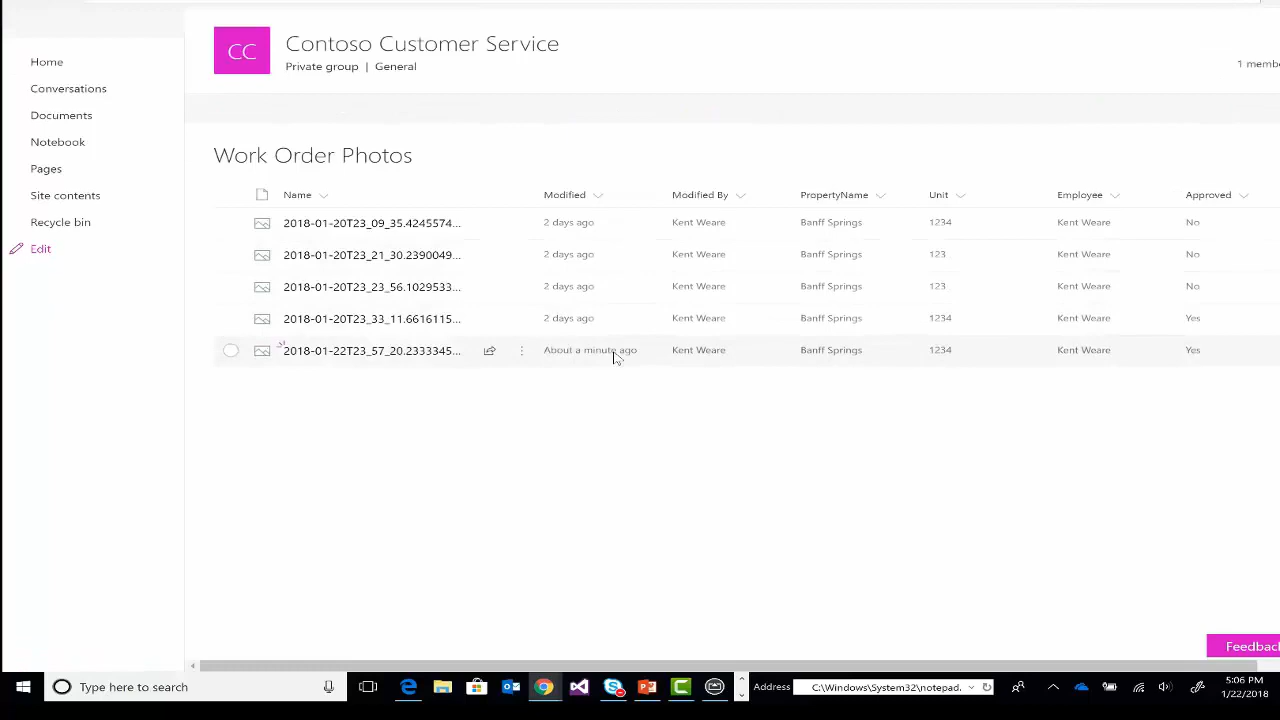 CC
Contoso Customer Service
Private group | General
1 membe
Home
Conversations
Documents
Notebook
Pages
Site contents
Recycle bin
Edit
Work Order Photos
Name Modified Modified By PropertyName Unit Employee Approved
2018-01-20T23_09_35.4245574... 2 days ago Kent Weare Banff Springs 1234 Kent Weare No
2018-01-20T23_21_30.2390049... 2 days ago Kent Weare Banff Springs 123 Kent Weare No
2018-01-20T23_23_56.1029533... 2 days ago Kent Weare Banff Springs 123 Kent Weare No
2018-01-20T23_33_11.6616115... 2 days ago Kent Weare Banff Springs 1234 Kent Weare Yes
2018-01-22T23_57_20.2333345... About a minute ago Kent Weare Banff Springs 1234 Kent Weare Yes
Feedbac
Type here to search
Address C:\Windows\System32\notepad.
5:06 PM
1/22/2018